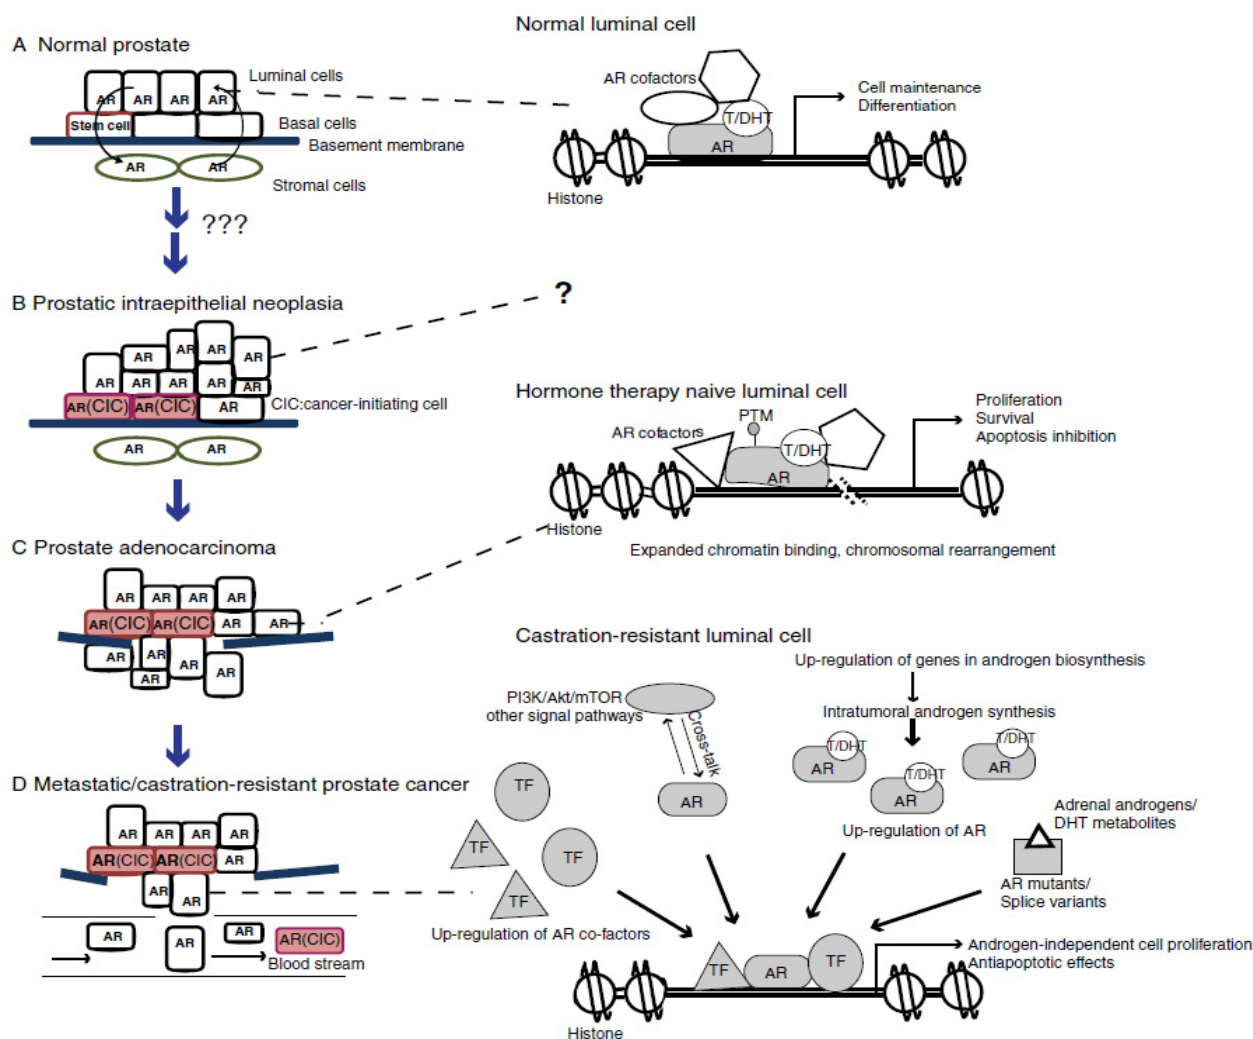 A Normal prostate
Luminal cells
AR
AR
AR
AR
Stem cell
Basal cells
Basement membrane
AR
AR
Stromal cells
???
Normal luminal cell
AR cofactors
T/DHT
AR
Cell maintenance
Differentiation
Histone
B Prostatic intraepithelial neoplasia
?
AR
AR
AR
AR
AR
AR
AR
AR
AR
AR
AR(CIC)
AR(CIC)
AR
CIC:cancer-initiating cell
AR
AR
Hormone therapy naive luminal cell
PTM
AR cofactors
T/DHT
AR
Proliferation
Survival
Apoptosis inhibition
Histone
Expanded chromatin binding, chromosomal rearrangement
C Prostate adenocarcinoma
AR
AR
AR
AR
AR(CIC)
AR(CIC)
AR
AR
AR
AR
AR
AR
AR
D Metastatic/castration-resistant prostate cancer
AR
AR
AR
AR
AR(CIC)
AR(CIC)
AR
AR
AR
AR
AR
AR
AR(CIC)
Blood stream
Castration-resistant luminal cell
PI3K/Akt/mTOR
other signal pathways
Cross-talk
AR
Up-regulation of genes in androgen biosynthesis
Intratumoral androgen synthesis
T/DHT
AR
T/DHT
AR
T/DHT
AR
Up-regulation of AR
Adrenal androgens/
DHT metabolites
AR mutants/
Splice variants
TF
TF
TF
TF
Up-regulation of AR co-factors
TF
AR
TF
Androgen-independent cell proliferation
Antiapoptotic effects
Histone